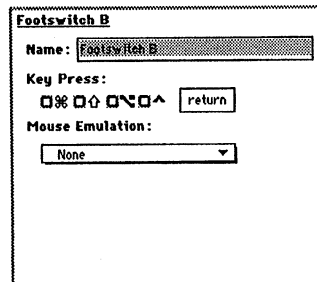 Footswitch B
Name: Footswitch B
Key Press:
⌘ ⇧ ⌥ ^ return
Mouse Emulation:
None